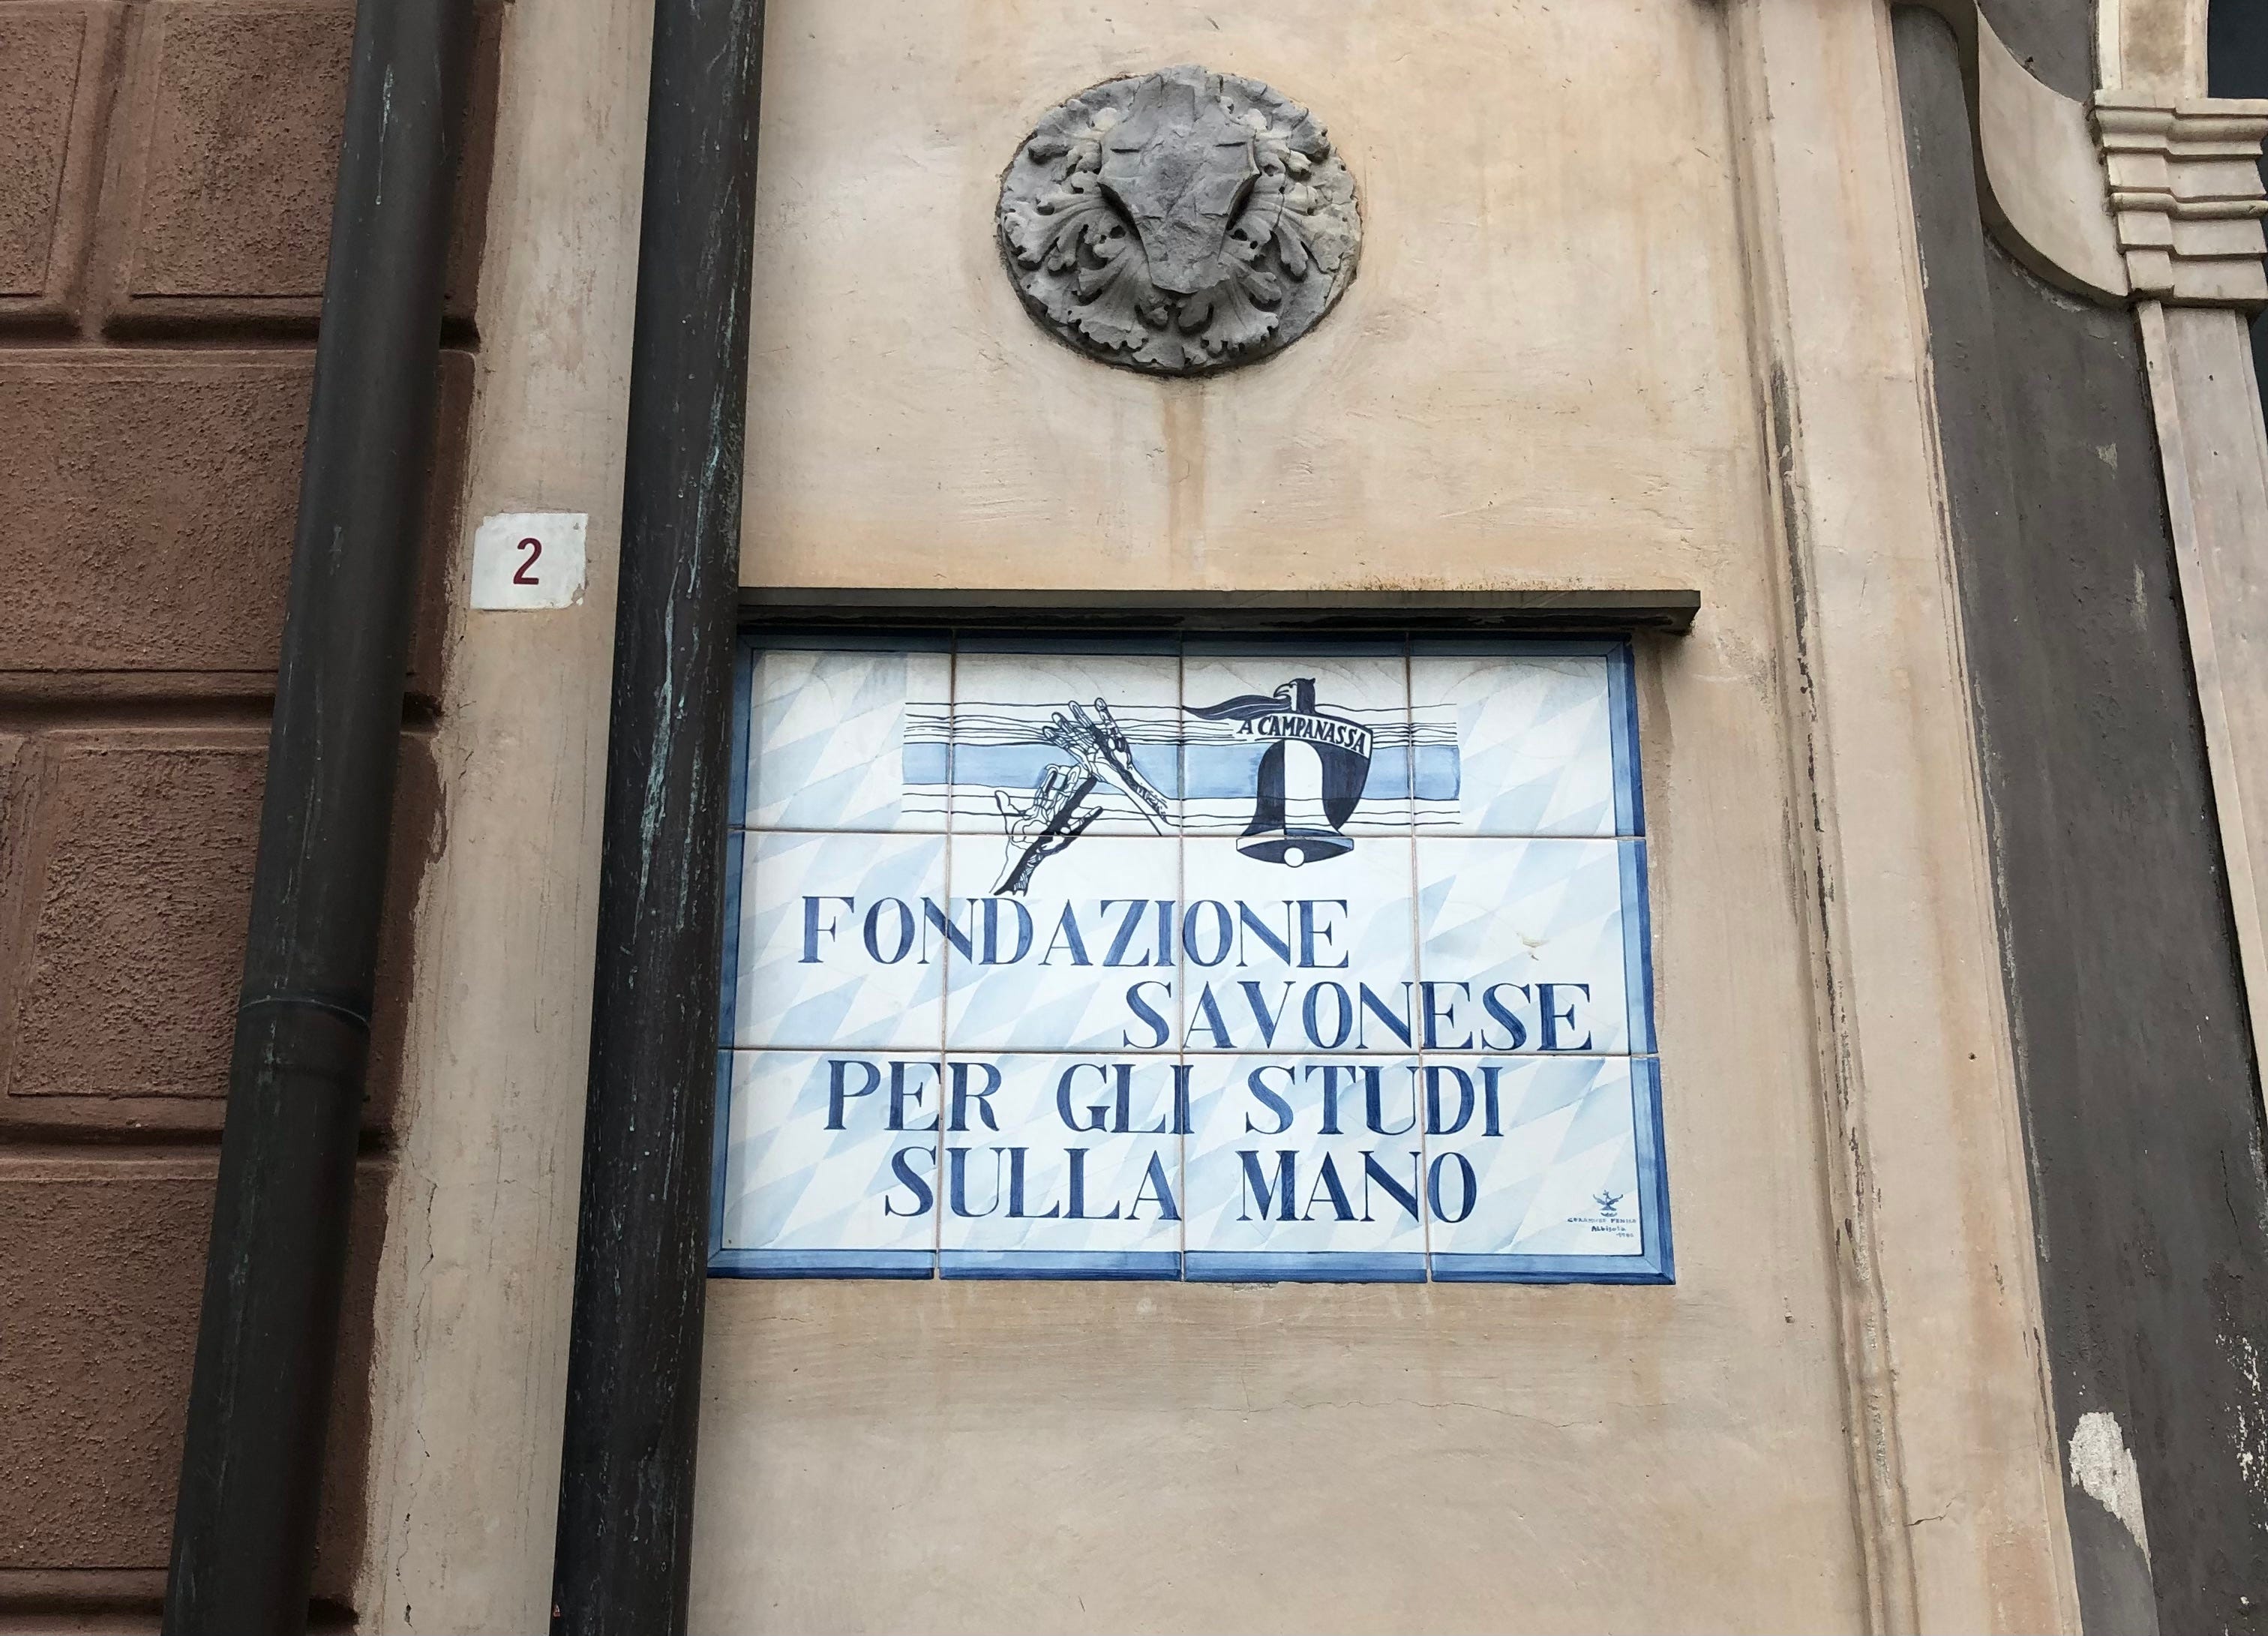 2
A CAMPANASSA
FONDAZIONE
SAVONESE
PER GLI STUDI
SULLA MANO